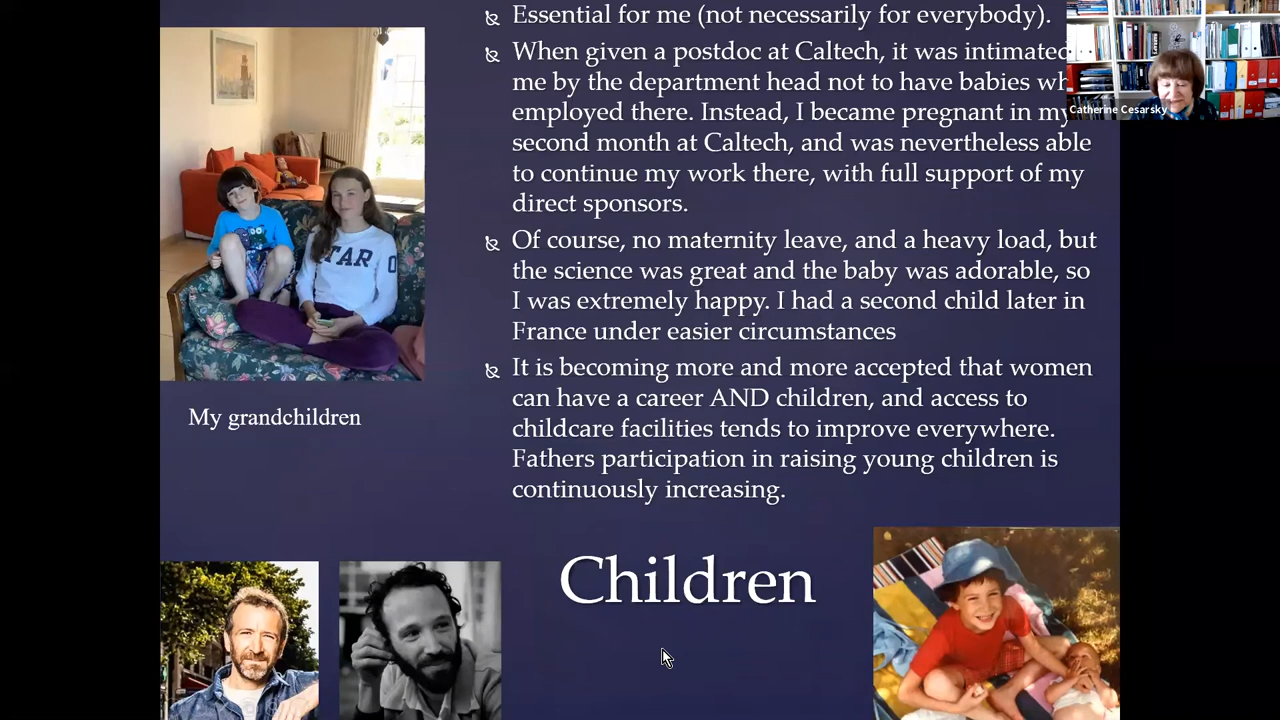 Essential for me (not necessarily for everybody).
When given a postdoc at Caltech, it was intimated
me by the department head not to have babies wh
employed there. Instead, I became pregnant in my
second month at Caltech, and was nevertheless able
to continue my work there, with full support of my
direct sponsors.
Of course, no maternity leave, and a heavy load, but
the science was great and the baby was adorable, so
I was extremely happy. I had a second child later in
France under easier circumstances
It is becoming more and more accepted that women
can have a career AND children, and access to
childcare facilities tends to improve everywhere.
Fathers participation in raising young children is
continuously increasing.
Catherine Cesarsky
TAR
My grandchildren
Children